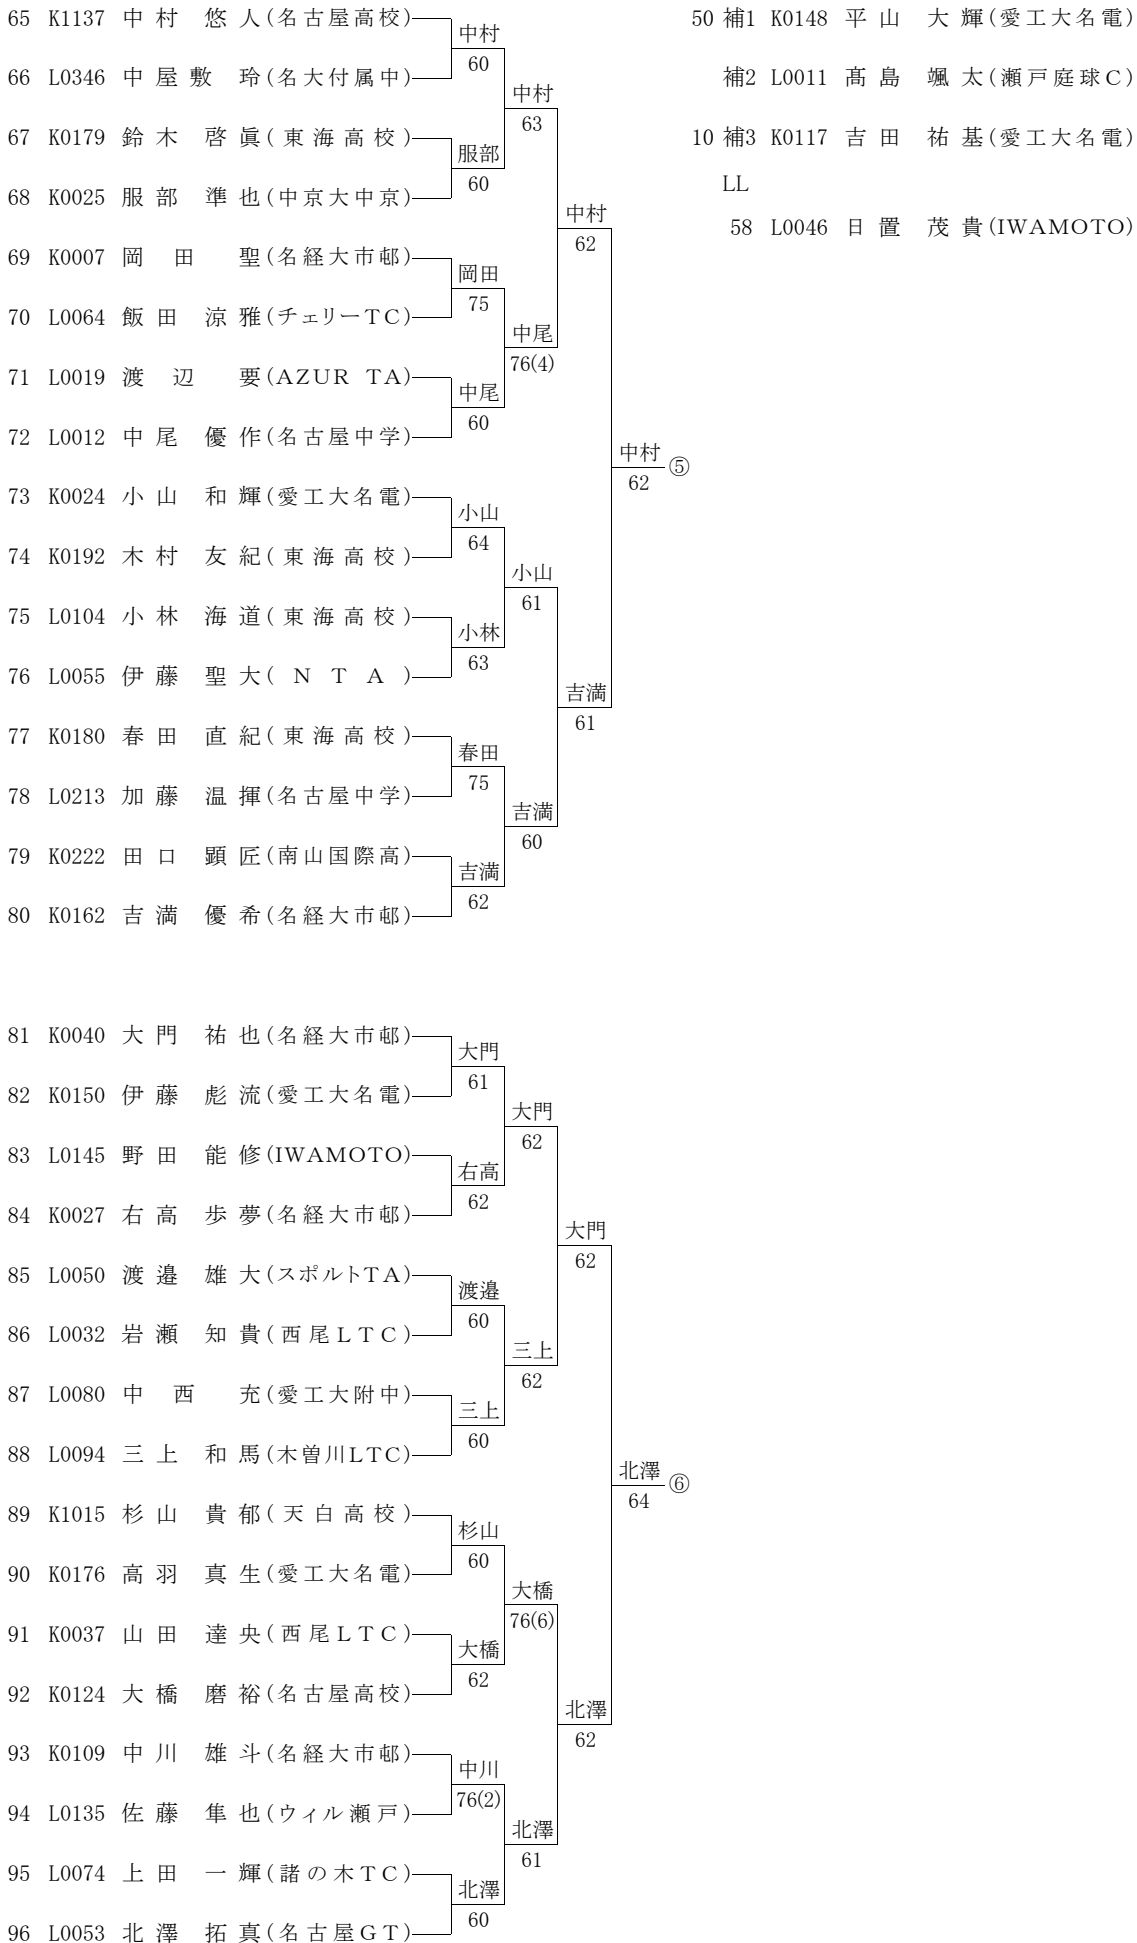 65 K1137 中村 悠人(名古屋高校)
中村
60
66 L0346 中屋敷 玲(名大付属中)
中村
63
67 K0179 鈴木 啓眞(東海高校)
服部
60
68 K0025 服部 準也(中京大中京)
中村
62
69 K0007 岡田 聖(名経大市邨)
岡田
75
70 L0064 飯田 涼雅(チェリーTC)
中尾
76(4)
71 L0019 渡辺 要(AZUR TA)
中尾
60
72 L0012 中尾 優作(名古屋中学)
中村
62
⑤
73 K0024 小山 和輝(愛工大名電)
小山
64
74 K0192 木村 友紀(東海高校)
小山
61
75 L0104 小林 海道(東海高校)
小林
63
76 L0055 伊藤 聖大(NTA)
吉満
61
77 K0180 春田 直紀(東海高校)
春田
75
78 L0213 加藤 温揮(名古屋中学)
吉満
60
79 K0222 田口 顕匠(南山国際高)
吉満
62
80 K0162 吉満 優希(名経大市邨)
50 補1 K0148 平山 大輝(愛工大名電)
補2 L0011 髙島 颯太(瀬戸庭球C)
10 補3 K0117 吉田 祐基(愛工大名電)
LL
58 L0046 日置 茂貴(IWAMOTO)
81 K0040 大門 祐也(名経大市邨)
大門
61
82 K0150 伊藤 彪流(愛工大名電)
大門
62
83 L0145 野田 能修(IWAMOTO)
右高
62
84 K0027 右高 歩夢(名経大市邨)
大門
62
85 L0050 渡邉 雄大(スポルトTA)
渡邉
60
86 L0032 岩瀬 知貴(西尾LTC)
三上
62
87 L0080 中西 充(愛工大附中)
三上
60
88 L0094 三上 和馬(木曽川LTC)
北澤
64
⑥
89 K1015 杉山 貴郁(天白高校)
杉山
60
90 K0176 高羽 真生(愛工大名電)
大橋
76(6)
91 K0037 山田 達央(西尾LTC)
大橋
62
92 K0124 大橋 磨裕(名古屋高校)
北澤
62
93 K0109 中川 雄斗(名経大市邨)
中川
76(2)
94 L0135 佐藤 隼也(ウィル瀬戸)
北澤
61
95 L0074 上田 一輝(諸の木TC)
北澤
60
96 L0053 北澤 拓真(名古屋GT)